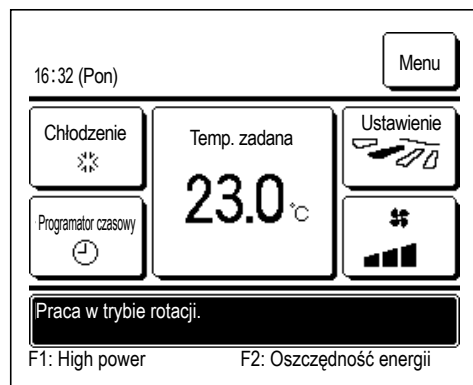 16:32 (Pon)
Menu
Chłodzenie
Temp. zadana
Ustawienie
23.0 °C
Programator czasowy
Praca w trybie rotacji.
F1: High power
F2: Oszczędność energii